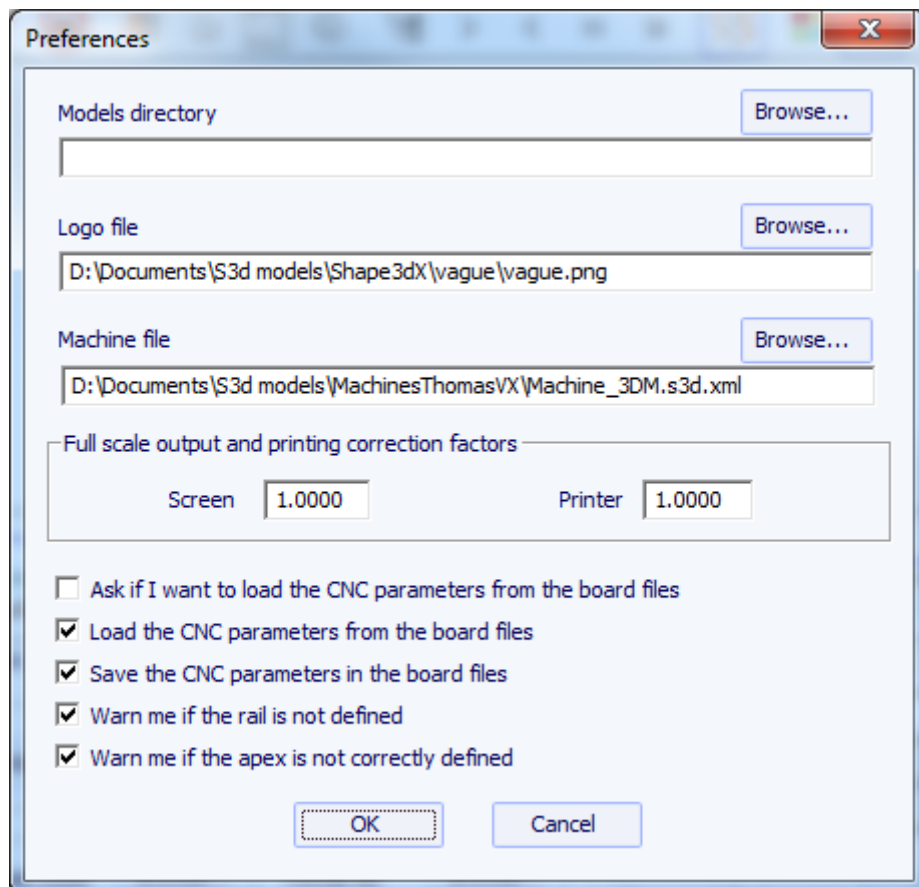 Preferences
Models directory
Browse...
Logo file
Browse...
D:\Documents\S3d models\Shape3dX\vague\vague.png
Machine file
Browse...
D:\Documents\S3d models\MachinesThomasVX\Machine_3DM.s3d.xml
Full scale output and printing correction factors
Screen 1.0000 Printer 1.0000
Ask if I want to load the CNC parameters from the board files
Load the CNC parameters from the board files
Save the CNC parameters in the board files
Warn me if the rail is not defined
Warn me if the apex is not correctly defined
OK Cancel